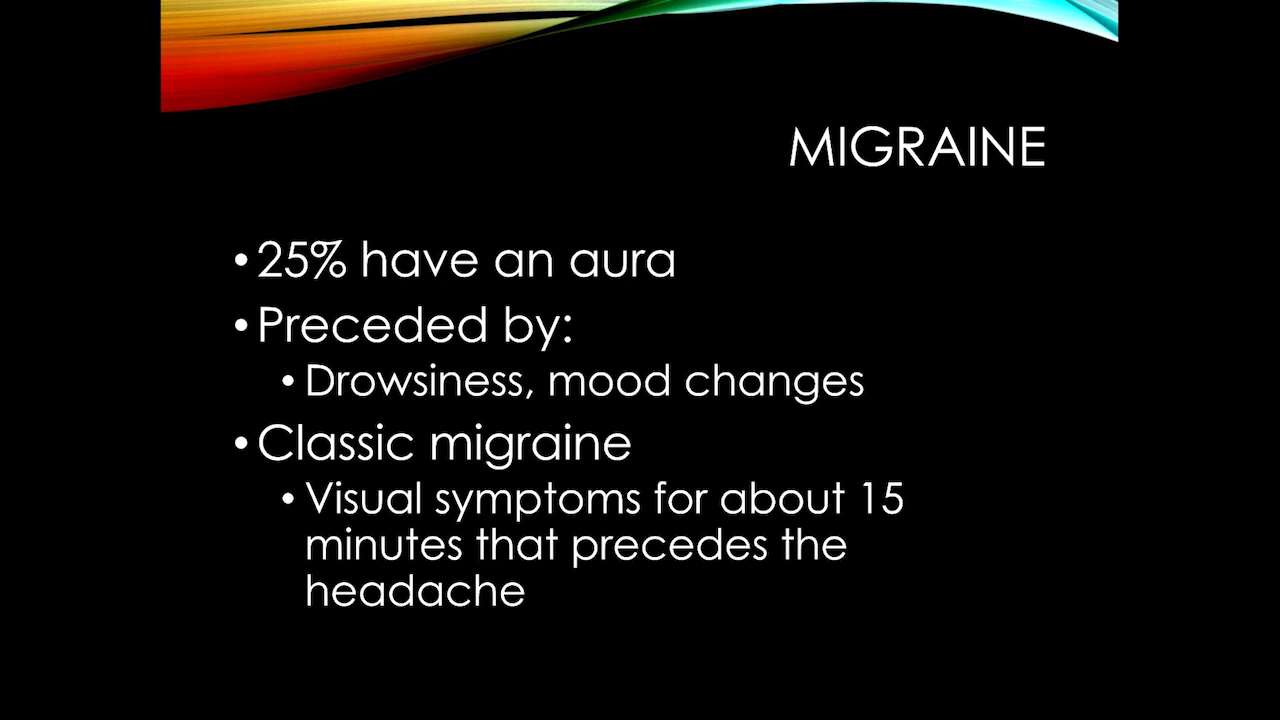 MIGRAINE
•25% have an aura
•Preceded by:
•Drowsiness, mood changes
•Classic migraine
•Visual symptoms for about 15
minutes that precedes the
headache